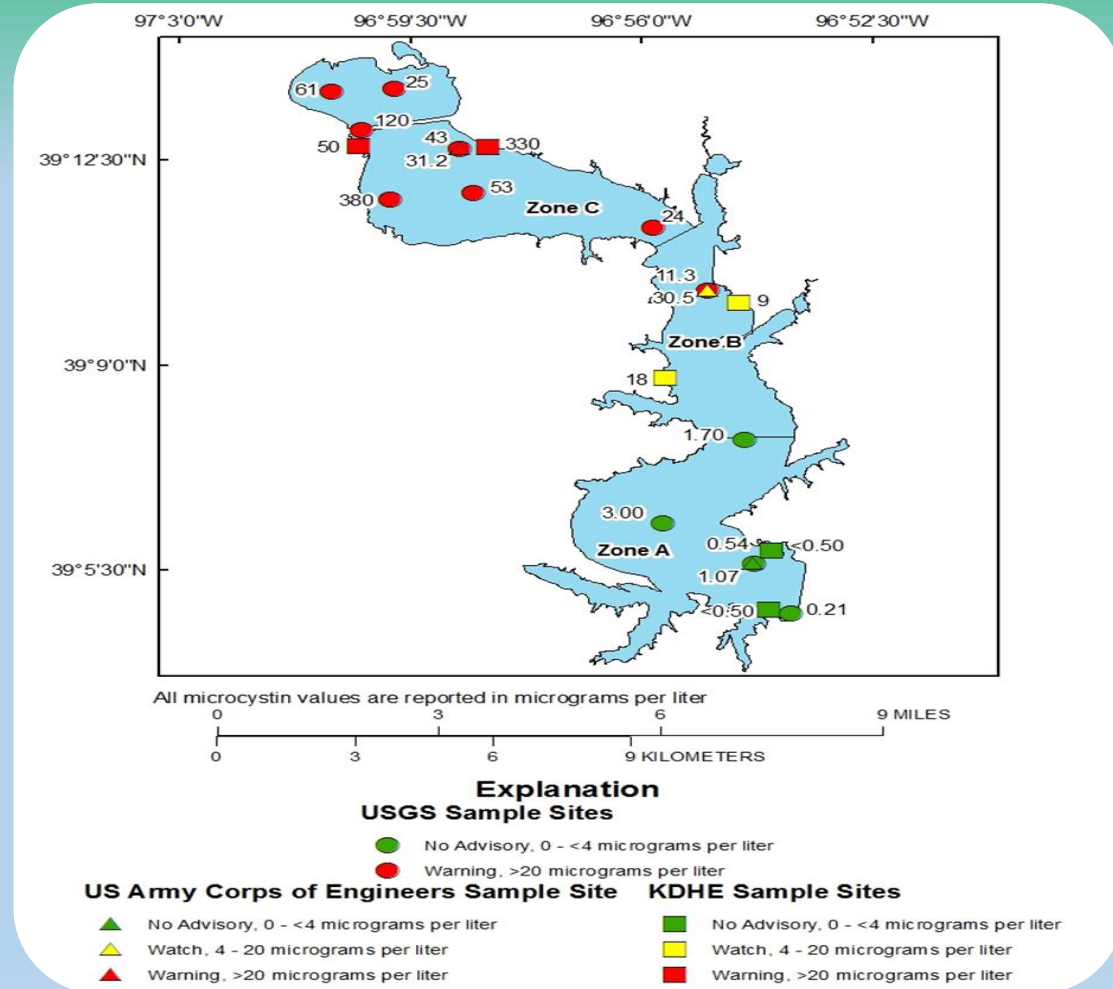 97°3'0"W 96°59'30"W 96°56'0"W 96°52'30"W
61
25
120
50
43
330
31.2
39°12'30"N
380
53
Zone C
24
11.3
30.5
9
Zone B
39°9'0"N
18
1.70
3.00
Zone A
0.54
<0.50
39°5'30"N
1.07
<0.50
0.21
All microcystin values are reported in micrograms per liter
0 3 6 9 MILES
0 3 6 9 KILOMETERS
Explanation
USGS Sample Sites
No Advisory, 0 - <4 micrograms per liter
Warning, >20 micrograms per liter
US Army Corps of Engineers Sample Site
No Advisory, 0 - <4 micrograms per liter
Watch, 4 - 20 micrograms per liter
Warning, >20 micrograms per liter
KDHE Sample Sites
No Advisory, 0 - <4 micrograms per liter
Watch, 4 - 20 micrograms per liter
Warning, >20 micrograms per liter